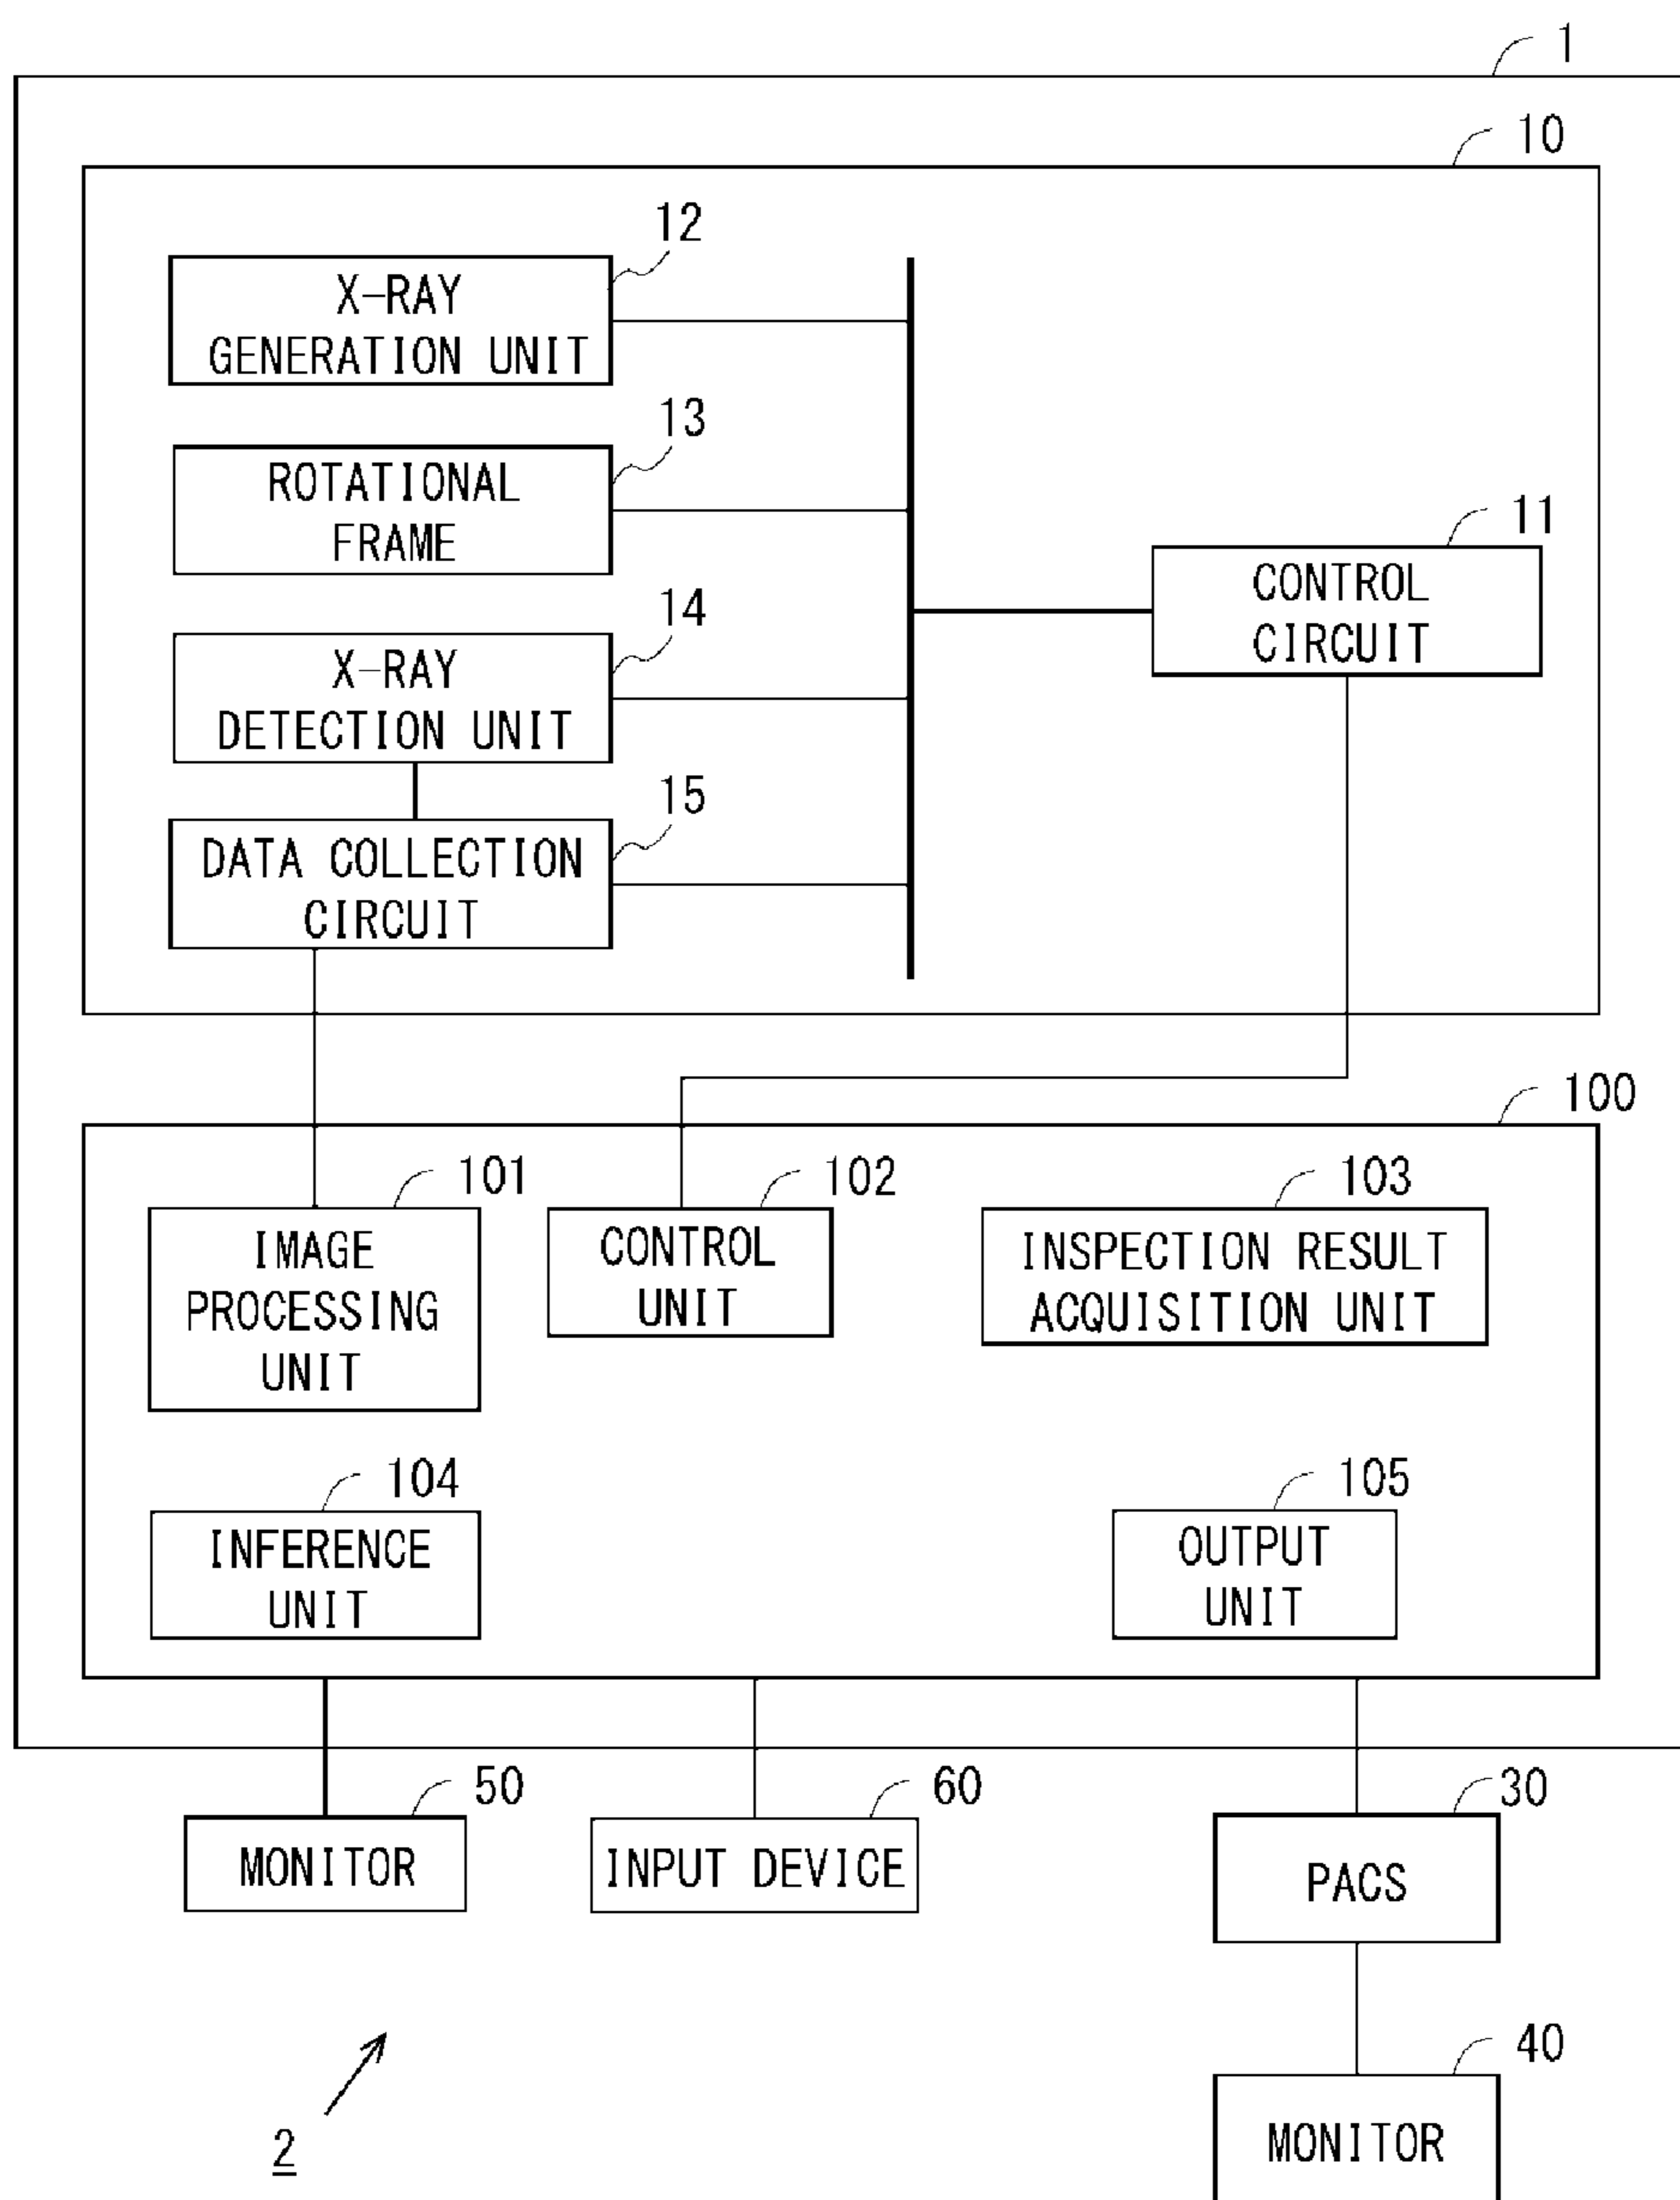 1
10
12
X-RAY
GENERATION UNIT
13
ROTATIONAL
FRAME
11
CONTROL
CIRCUIT
14
X-RAY
DETECTION UNIT
15
DATA COLLECTION
CIRCUIT
100
101
IMAGE
PROCESSING
UNIT
102
CONTROL
UNIT
103
INSPECTION RESULT
ACQUISITION UNIT
104
INFERENCE
UNIT
105
OUTPUT
UNIT
50
MONITOR
60
INPUT DEVICE
30
PACS
40
MONITOR
2